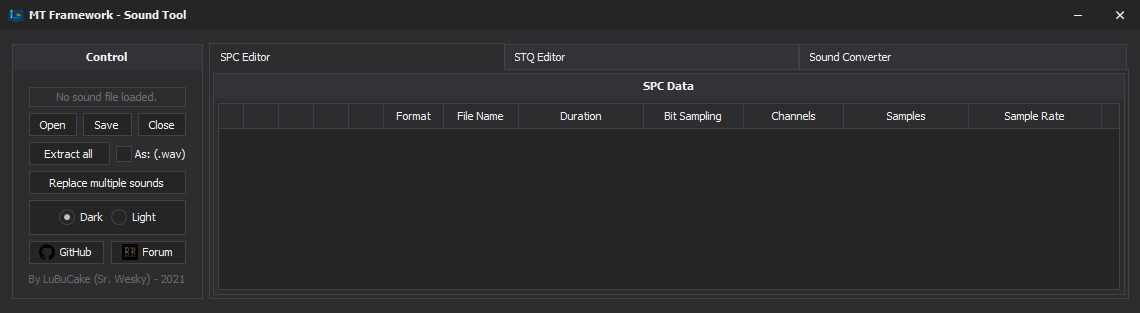 MT Framework - Sound Tool
Control
No sound file loaded.
Open Save Close
Extract all As: (.wav)
Replace multiple sounds
Dark Light
GitHub Forum
By LuBuCake (Sr. Wesky) - 2021
SPC Editor STQ Editor Sound Converter
SPC Data
Format File Name Duration Bit Sampling Channels Samples Sample Rate